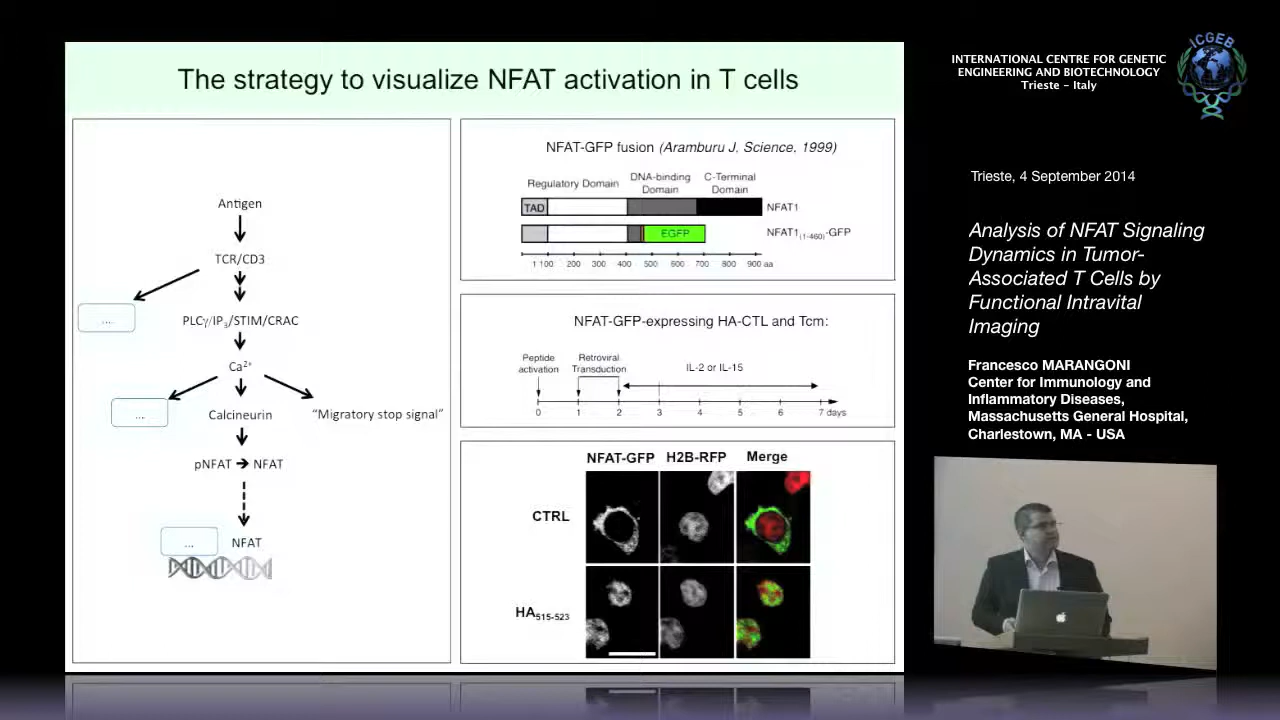 The strategy to visualize NFAT activation in T cells
Antigen
TCR/CD3
....
PLCγ/IP3/STIM/CRAC
Ca2+
...
Calcineurin
“Migratory stop signal”
pNFAT → NFAT
...
NFAT
NFAT-GFP fusion (Aramburu J, Science, 1999)
Regulatory Domain
DNA-binding
Domain
C-Terminal
Domain
TAD
NFAT1
EGFP
NFAT1(1-460)-GFP
1 100 200 300 400 500 600 700 800 900 aa
NFAT-GFP-expressing HA-CTL and Tcm:
Peptide
activation
Retroviral
Transduction
IL-2 or IL-15
0 1 2 3 4 5 6 7 days
NFAT-GFP H2B-RFP Merge
CTRL
HA515-523
INTERNATIONAL CENTRE FOR GENETIC
ENGINEERING AND BIOTECHNOLOGY
Trieste - Italy
ICGEB
Trieste, 4 September 2014
Analysis of NFAT Signaling
Dynamics in Tumor-
Associated T Cells by
Functional Intravital
Imaging
Francesco MARANGONI
Center for Immunology and
Inflammatory Diseases,
Massachusetts General Hospital,
Charlestown, MA - USA